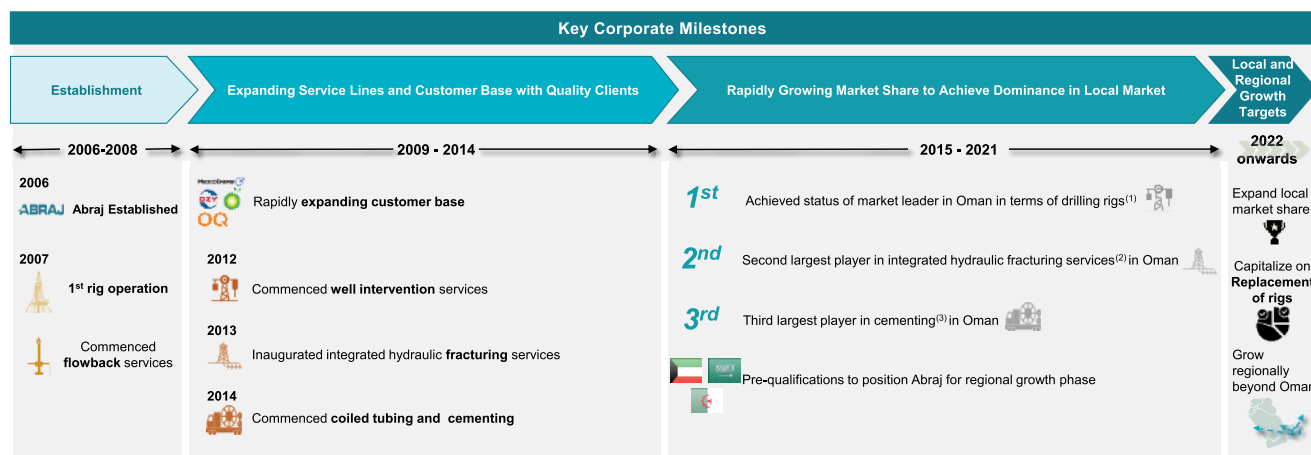 Key Corporate Milestones
Establishment
Expanding Service Lines and Customer Base with Quality Clients
Rapidly Growing Market Share to Achieve Dominance in Local Market
Local and
Regional
Growth
Targets
2006-2008
2009 - 2014
2015 - 2021
2022
onwards
2006
ABRAJ Abraj Established
2007
1st rig operation
Commenced
flowback services
OXY
bp
OQ
Rapidly expanding customer base
2012
Commenced well intervention services
2013
Inaugurated integrated hydraulic fracturing services
2014
Commenced coiled tubing and cementing
1st
Achieved status of market leader in Oman in terms of drilling rigs(1)
2nd
Second largest player in integrated hydraulic fracturing services(2) in Oman
3rd
Third largest player in cementing(3) in Oman
Pre-qualifications to position Abraj for regional growth phase
Expand local
market share
Capitalize on
Replacement
of rigs
Grow
regionally
beyond Oman